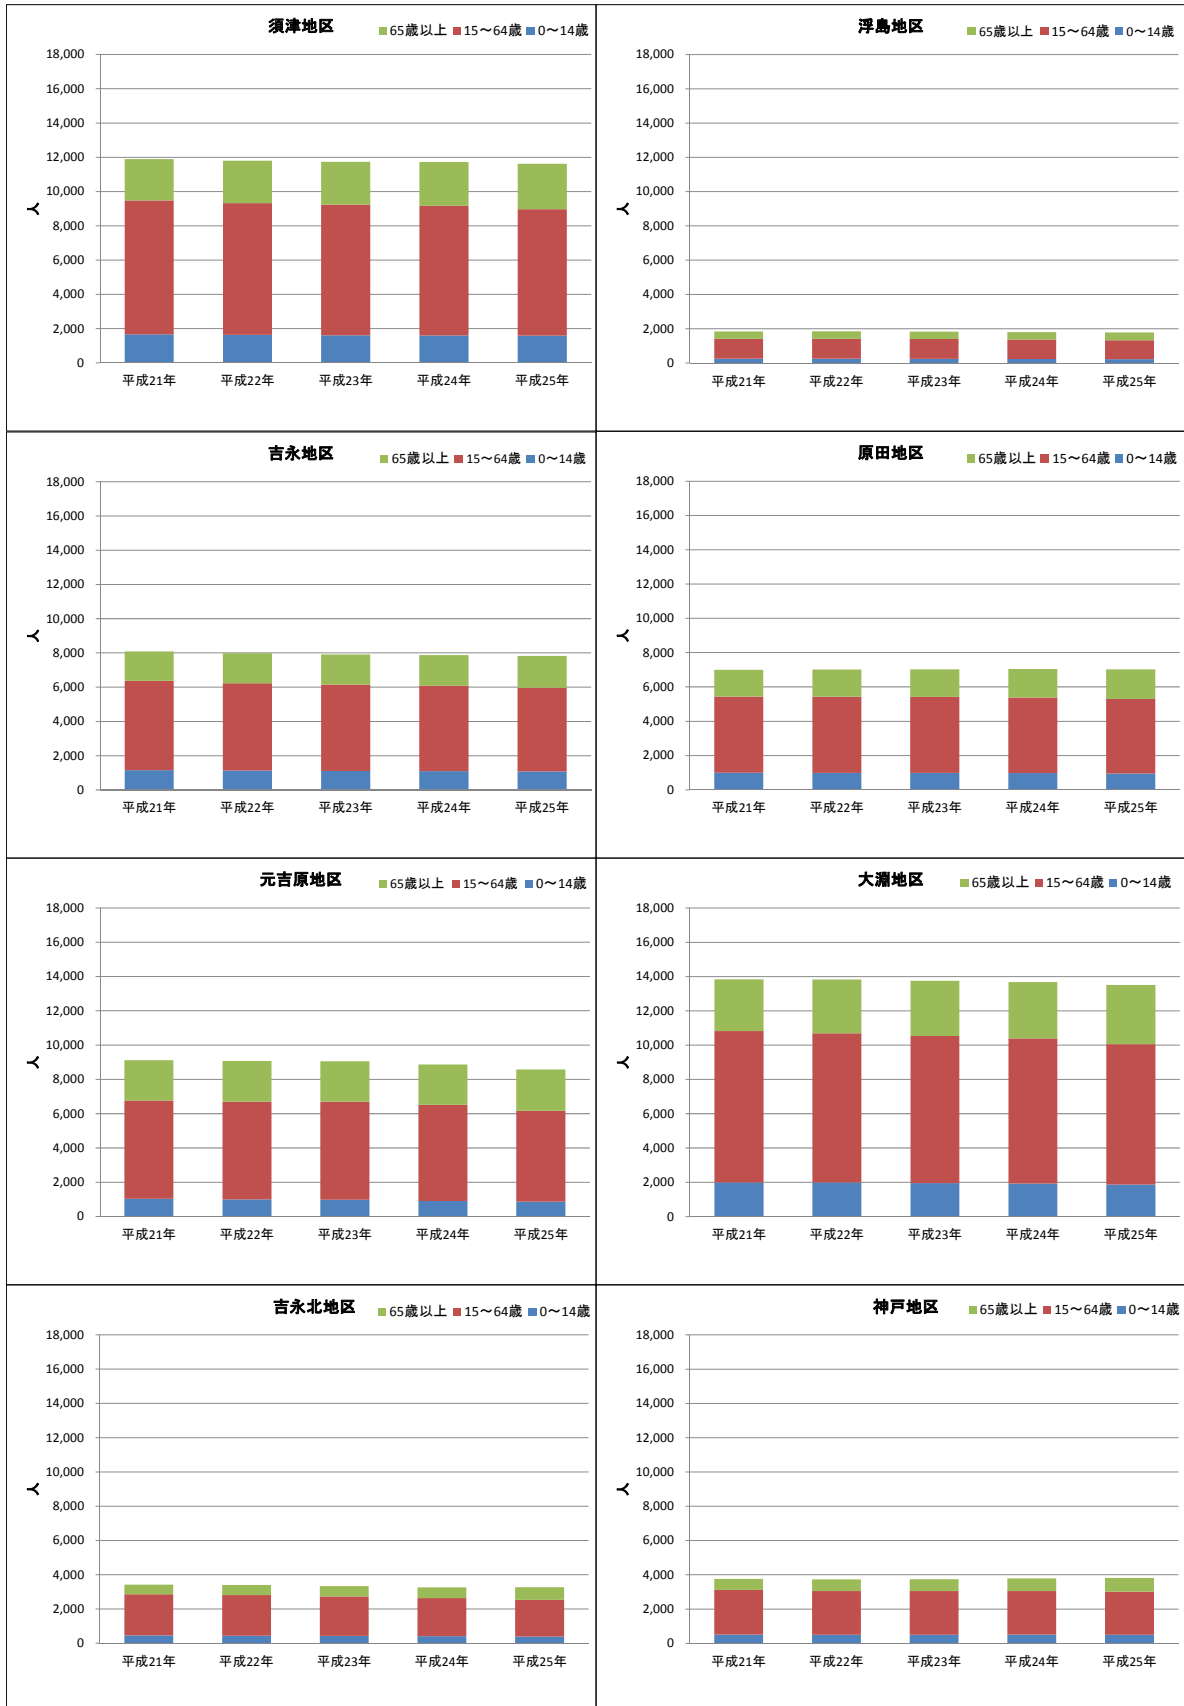 須津地区
65歳以上 15～64歳 0～14歳
18,000
16,000
14,000
12,000
10,000
8,000
6,000
4,000
2,000
0
人
平成21年 平成22年 平成23年 平成24年 平成25年
浮島地区
65歳以上 15～64歳 0～14歳
18,000
16,000
14,000
12,000
10,000
8,000
6,000
4,000
2,000
0
人
平成21年 平成22年 平成23年 平成24年 平成25年
吉永地区
65歳以上 15～64歳 0～14歳
18,000
16,000
14,000
12,000
10,000
8,000
6,000
4,000
2,000
0
人
平成21年 平成22年 平成23年 平成24年 平成25年
原田地区
65歳以上 15～64歳 0～14歳
18,000
16,000
14,000
12,000
10,000
8,000
6,000
4,000
2,000
0
人
平成21年 平成22年 平成23年 平成24年 平成25年
元吉原地区
65歳以上 15～64歳 0～14歳
18,000
16,000
14,000
12,000
10,000
8,000
6,000
4,000
2,000
0
人
平成21年 平成22年 平成23年 平成24年 平成25年
大淵地区
65歳以上 15～64歳 0～14歳
18,000
16,000
14,000
12,000
10,000
8,000
6,000
4,000
2,000
0
人
平成21年 平成22年 平成23年 平成24年 平成25年
吉永北地区
65歳以上 15～64歳 0～14歳
18,000
16,000
14,000
12,000
10,000
8,000
6,000
4,000
2,000
0
人
平成21年 平成22年 平成23年 平成24年 平成25年
神戸地区
65歳以上 15～64歳 0～14歳
18,000
16,000
14,000
12,000
10,000
8,000
6,000
4,000
2,000
0
人
平成21年 平成22年 平成23年 平成24年 平成25年